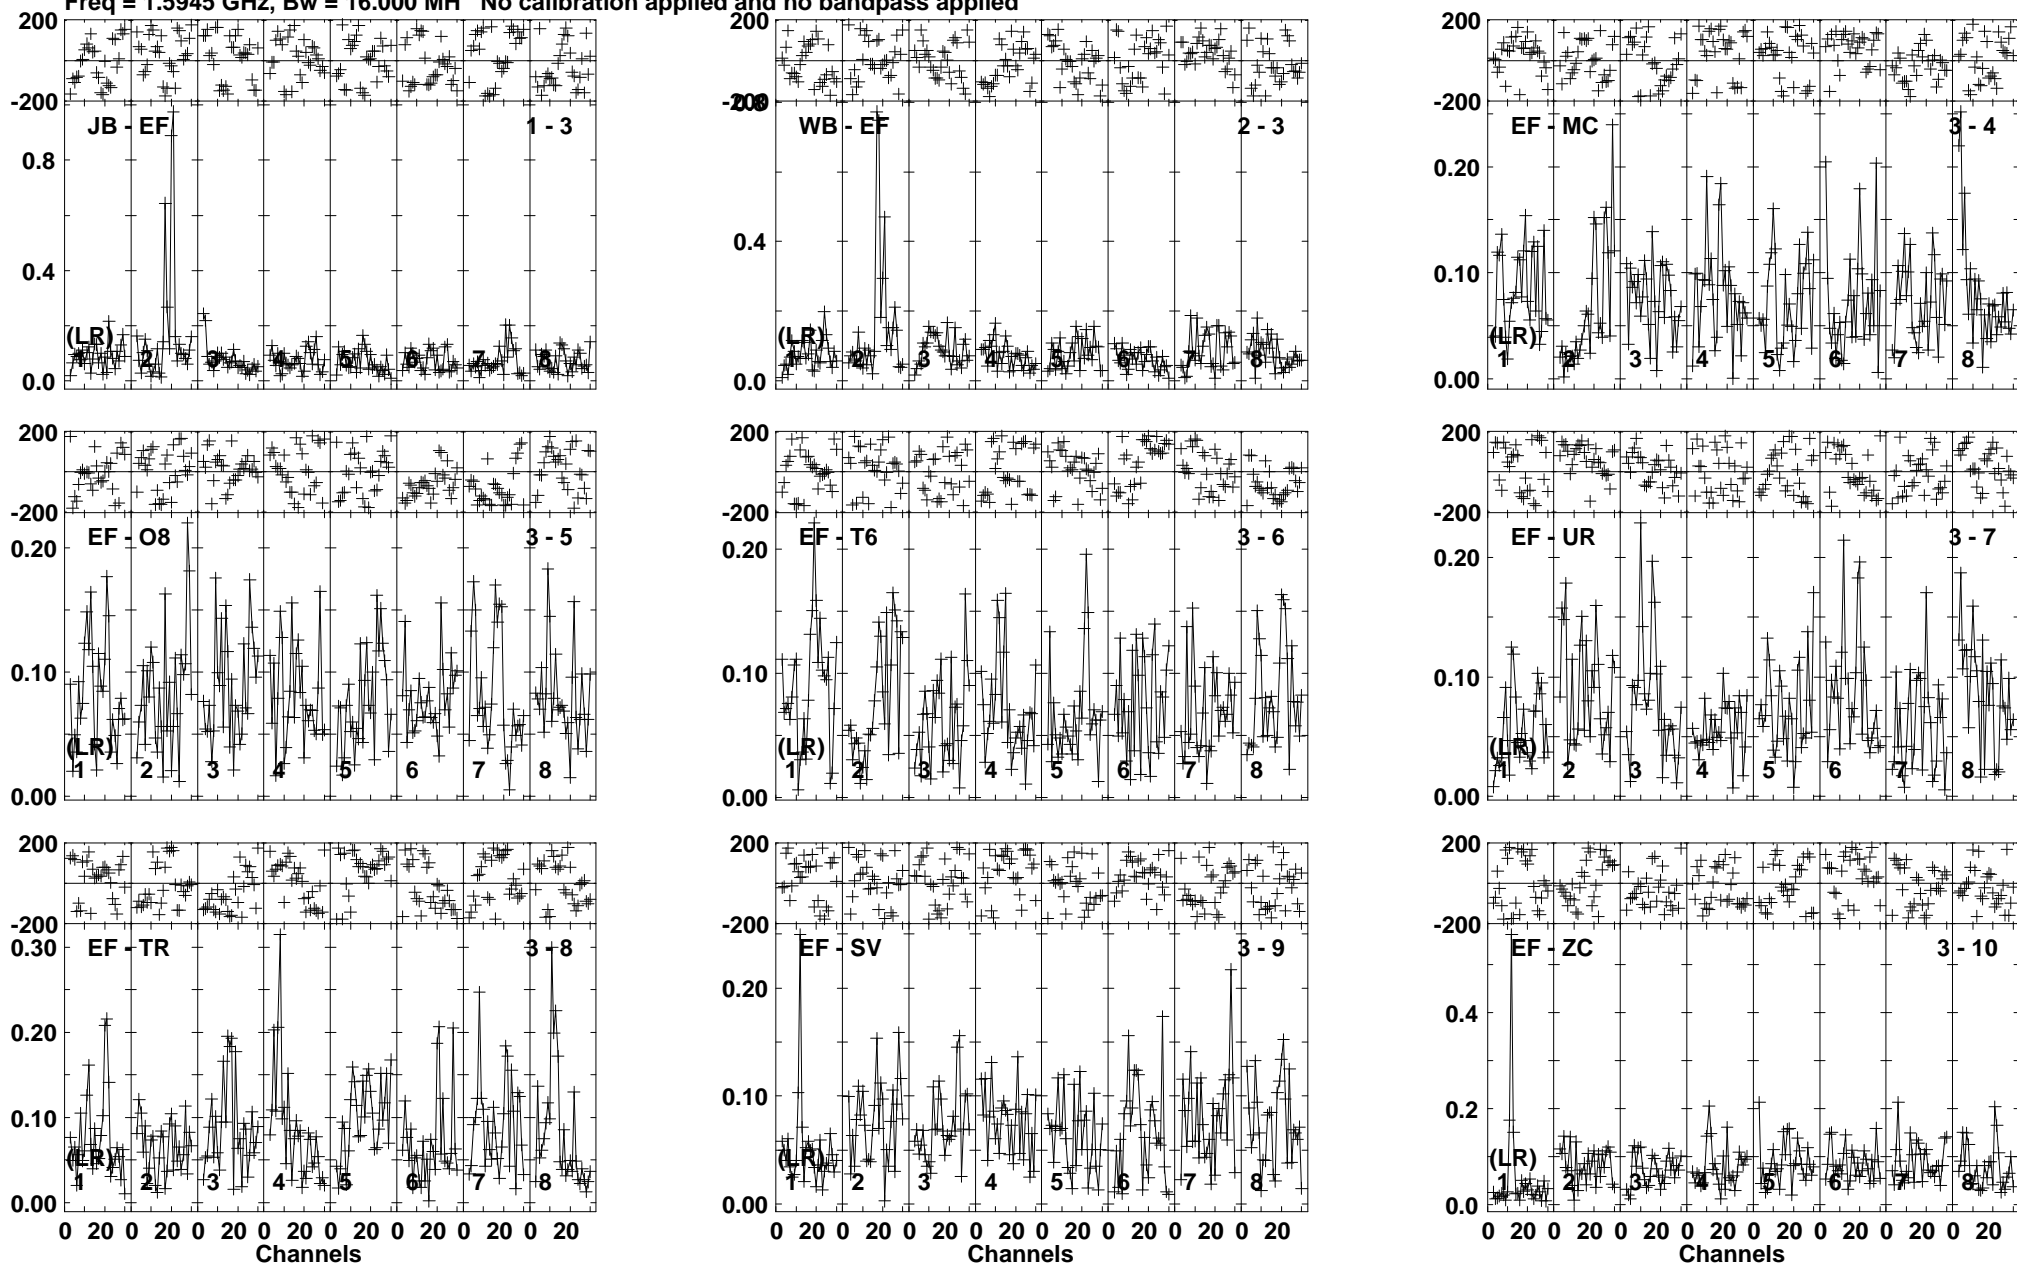 Freq = 1.5945 GHz, Bw = 16.000 MH No calibration applied and no bandpass applied
200 200 200
-200 -200 0.8 -200
JB - EF 1 - 3 WB - EF 2 - 3 EF - MC 3 - 4
0.8 0.20
0.4 0.4 0.10
(LR) (LR) (LR)
1 2 3 4 5 6 7 8 1 2 3 4 5 6 7 8 1 2 3 4 5 6 7 8
0.0 0.0 0.00
200 200 200
-200 -200 -200
EF - O8 3 - 5 EF - T6 3 - 6 EF - UR 3 - 7
0.20 0.20 0.20
0.10 0.10 0.10
(LR) (LR) (LR)
1 2 3 4 5 6 7 8 1 2 3 4 5 6 7 8 1 2 3 4 5 6 7 8
0.00 0.00 0.00
200 200 200
-200 -200 -200
EF - TR 3 - 8 EF - SV 3 - 9 EF - ZC 3 - 10
0.30 0.20 0.4
0.20 0.10 0.2
0.10
(LR) (LR) (LR)
1 2 3 4 5 6 7 8 1 2 3 4 5 6 7 8 1 2 3 4 5 6 7 8
0.00 0.00 0.0
0 20 0 20 0 20 0 20 0 20 0 20 0 20 0 20 0 20 0 20 0 20 0 20 0 20 0 20 0 20 0 20 0 20 0 20 0 20 0 20 0 20 0 20 0 20 0 20
Channels Channels Channels